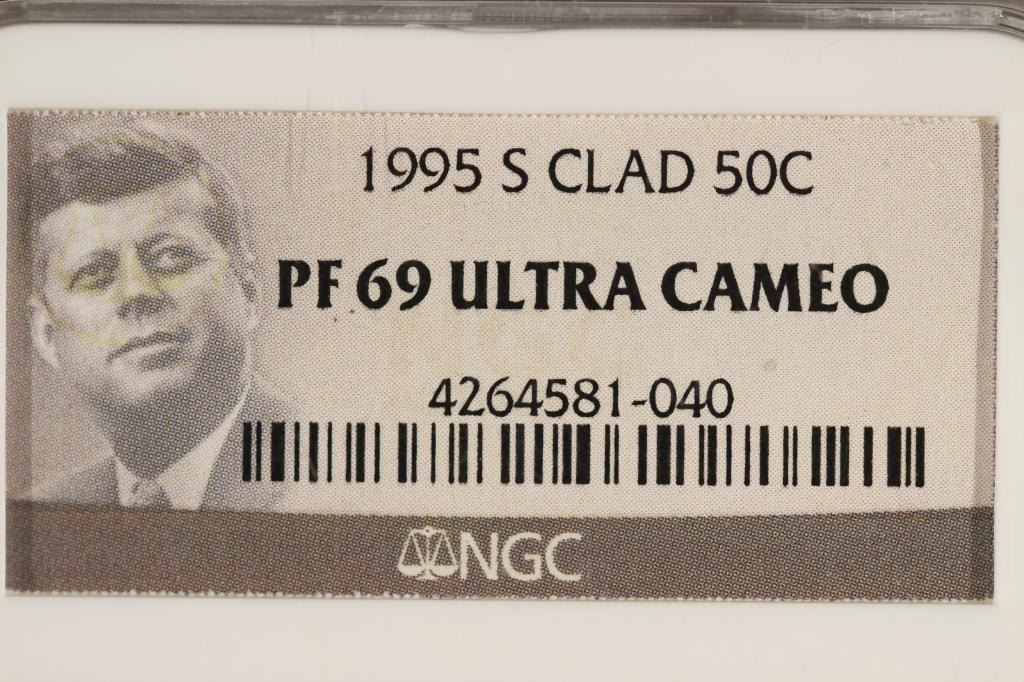 1995 S CLAD 50C
PF 69 ULTRA CAMEO
4264581-040
NGC